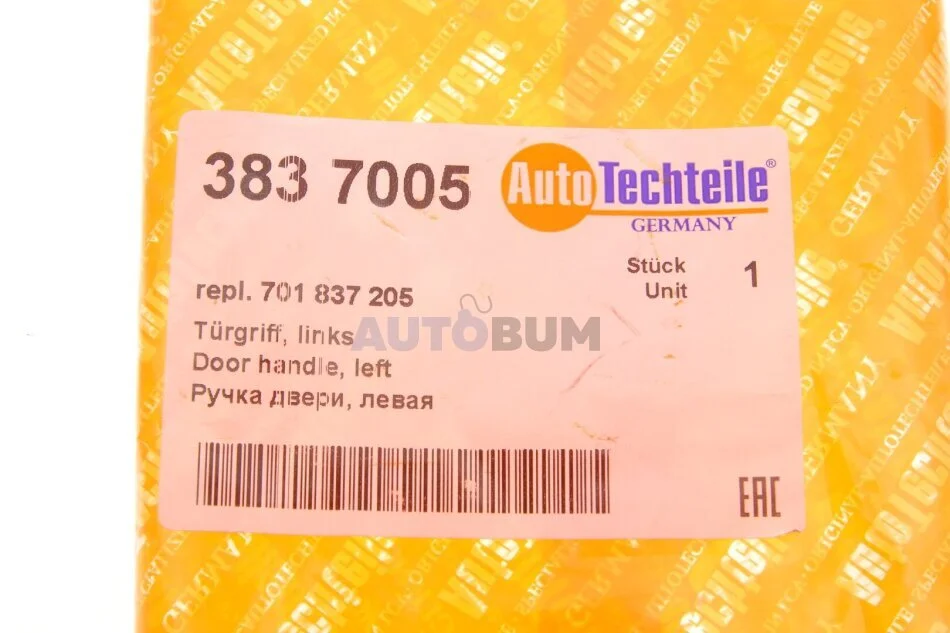 383 7005
AutoTechteile®
GERMANY
Stück 1
Unit
repl. 701 837 205
Türgriff, links
Door handle, left
Ручка двери, левая
AUTOBUM
EAC